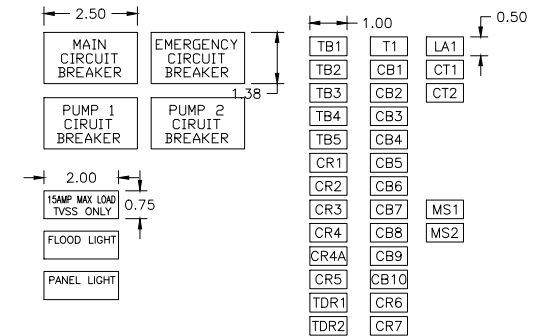 2.50
MAIN
CIRCUIT
BREAKER
EMERGENCY
CIRCUIT
BREAKER
1.38
PUMP 1
CIRUIT
BREAKER
PUMP 2
CIRUIT
BREAKER
2.00
15AMP MAX LOAD
TVSS ONLY
0.75
FLOOD LIGHT
PANEL LIGHT
1.00
0.50
TB1 T1 LA1
TB2 CB1 CT1
TB3 CB2 CT2
TB4 CB3
TB5 CB4
CR1 CB5
CR2 CB6
CR3 CB7 MS1
CR4 CB8 MS2
CR4A CB9
CR5 CB10
TDR1 CR6
TDR2 CR7